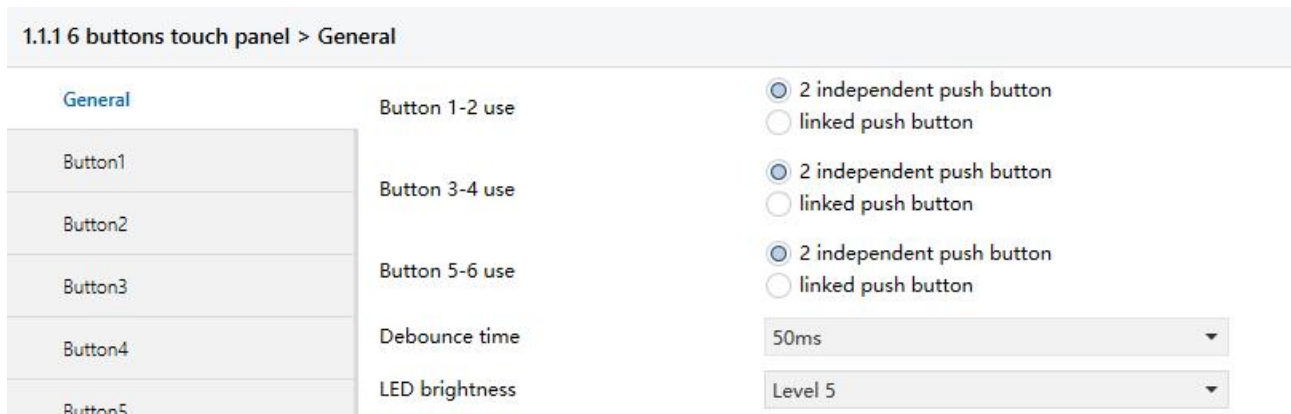 1.1.1 6 buttons touch panel > General
General
Button1
Button2
Button3
Button4
Button5
Button 1-2 use
2 independent push button
linked push button
Button 3-4 use
2 independent push button
linked push button
Button 5-6 use
2 independent push button
linked push button
Debounce time
50ms
LED brightness
Level 5